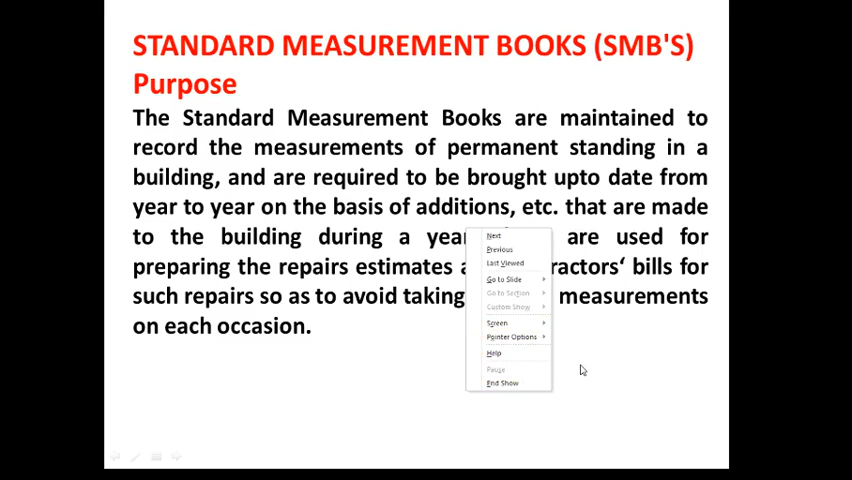 STANDARD MEASUREMENT BOOKS (SMB'S)
Purpose
The Standard Measurement Books are maintained to
record the measurements of permanent standing in a
building, and are required to be brought upto date from
year to year on the basis of additions, etc. that are made
to the building during a year are used for
preparing the repairs estimates ractors‘ bills for
such repairs so as to avoid taking measurements
on each occasion.
Next
Previous
Last Viewed
Go to Slide
Go to Section
Custom Show
Screen
Pointer Options
Help
Pause
End Show